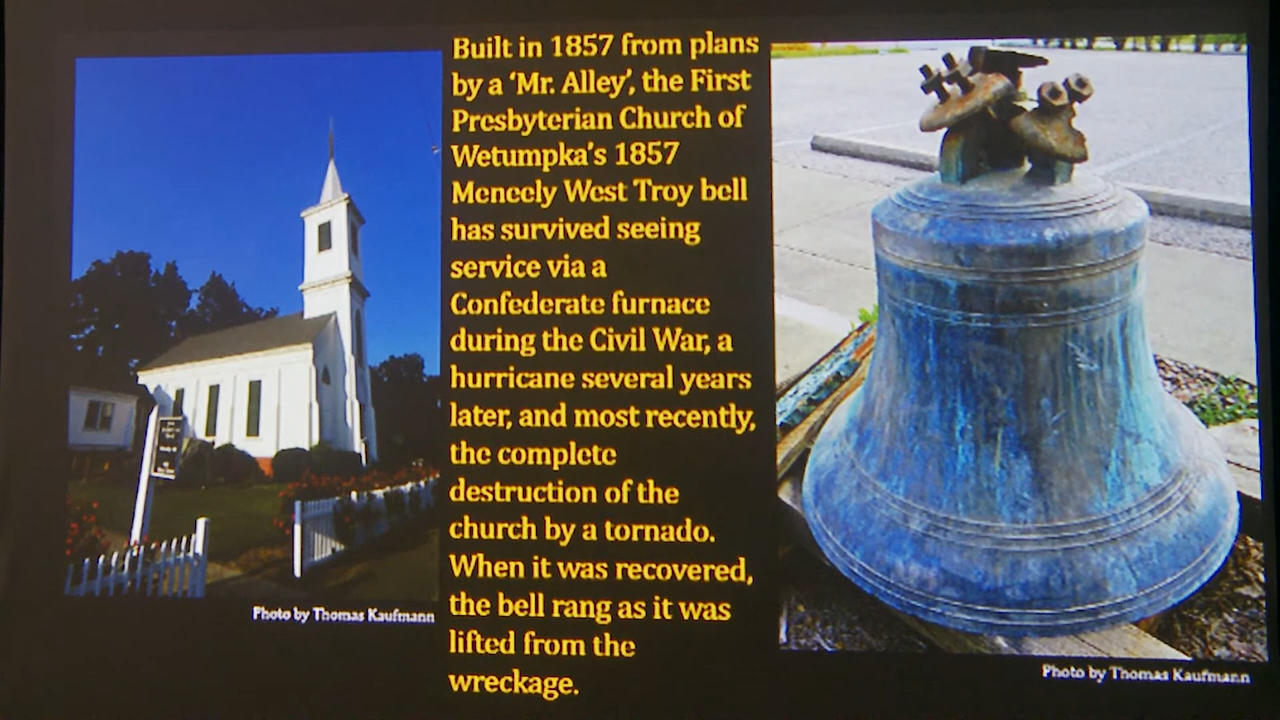 Built in 1857 from plans
by a ‘Mr. Alley’, the First
Presbyterian Church of
Wetumpka’s 1857
Meneely West Troy bell
has survived seeing
service via a
Confederate furnace
during the Civil War, a
hurricane several years
later, and most recently,
the complete
destruction of the
church by a tornado.
When it was recovered,
the bell rang as it was
lifted from the
wreckage.
Photo by Thomas Kaufmann
Photo by Thomas Kaufmann